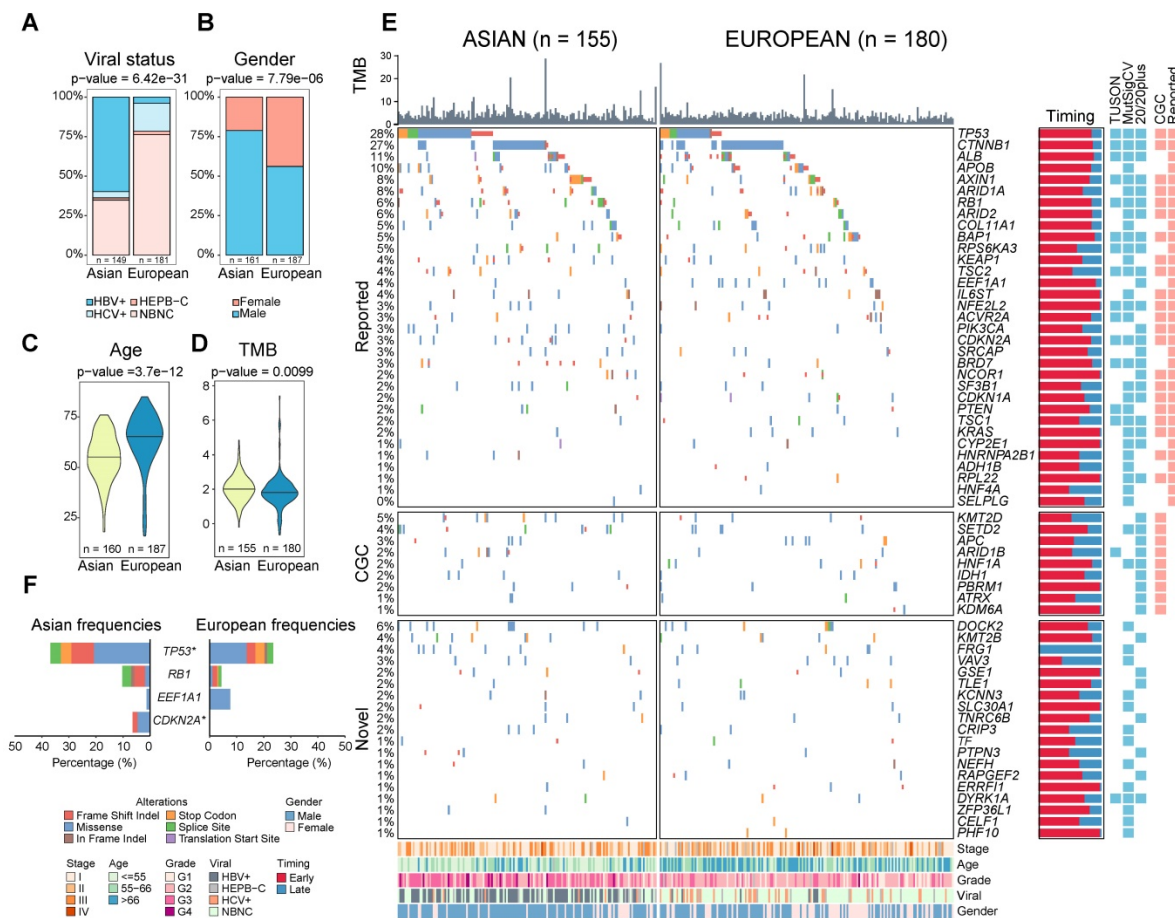 A
Viral status
p-value = 6.42e−31
100%
75%
50%
25%
0%
n = 149
n = 181
Asian European
HBV+
HEPB−C
HCV+
NBNC
B
Gender
p-value = 7.79e−06
100%
75%
50%
25%
0%
n = 161
n = 187
Asian European
Female
Male
C
Age
p-value =3.7e−12
75
50
25
n = 160
n = 187
Asian European
D
TMB
p-value = 0.0099
8
6
4
2
0
n = 155
n = 180
Asian European
E
ASIAN (n = 155)
EUROPEAN (n = 180)
TMB
30
20
10
0
Timing
TUSON
MutSigCV
20/20plus
CGC
Reported
Reported
28% TP53
27% CTNNB1
11% ALB
10% APOB
8% AXIN1
8% ARID1A
6% RB1
6% ARID2
5% COL11A1
5% BAP1
5% RPS6KA3
4% KEAP1
4% TSC2
4% EEF1A1
4% IL6ST
3% NFE2L2
3% ACVR2A
3% PIK3CA
3% CDKN2A
3% SRCAP
3% BRD7
2% NCOR1
2% SF3B1
2% CDKN1A
2% PTEN
2% TSC1
2% KRAS
1% CYP2E1
1% HNRNPA2B1
1% ADH1B
1% RPL22
1% HNF4A
0% SELPLG
CGC
5% KMT2D
4% SETD2
3% APC
2% ARID1B
2% HNF1A
2% IDH1
2% PBRM1
1% ATRX
1% KDM6A
Novel
6% DOCK2
4% KMT2B
4% FRG1
3% VAV3
2% GSE1
2% TLE1
2% KCNN3
2% SLC30A1
2% TNRC6B
2% CRIP3
1% TF
1% PTPN3
1% NEFH
1% RAPGEF2
1% ERRFI1
1% DYRK1A
1% ZFP36L1
1% CELF1
1% PHF10
Stage
Age
Grade
Viral
Gender
F
Asian frequencies
European frequencies
TP53*
RB1
EEF1A1
CDKN2A*
50 40 30 20 10 0
0 10 20 30 40 50
Percentage (%)
Percentage (%)
Alterations
Frame Shift Indel
Missense
In Frame Indel
Stop Codon
Splice Site
Translation Start Site
Gender
Male
Female
Stage
I
II
III
IV
Age
<=55
55−66
>66
Grade
G1
G2
G3
G4
Viral
HBV+
HEPB−C
HCV+
NBNC
Timing
Early
Late